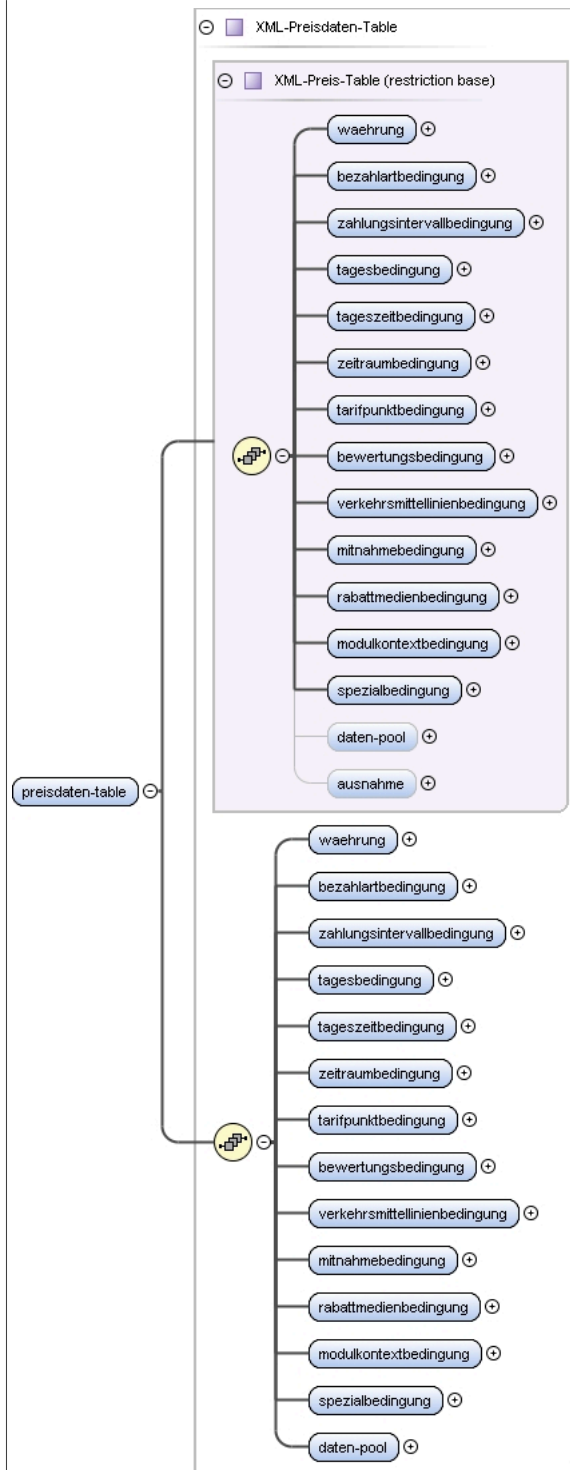 XML-Preisdaten-Table
XML-Preis-Table (restriction base)
waehrung
bezahlartbedingung
zahlungsintervallbedingung
tagesbedingung
tageszeitbedingung
zeitraumbedingung
tarifpunktbedingung
bewertungsbedingung
verkehrsmittellinienbedingung
mitnahmebedingung
rabattmedienbedingung
modulkontextbedingung
spezialbedingung
daten-pool
ausnahme
preisdaten-table
waehrung
bezahlartbedingung
zahlungsintervallbedingung
tagesbedingung
tageszeitbedingung
zeitraumbedingung
tarifpunktbedingung
bewertungsbedingung
verkehrsmittellinienbedingung
mitnahmebedingung
rabattmedienbedingung
modulkontextbedingung
spezialbedingung
daten-pool